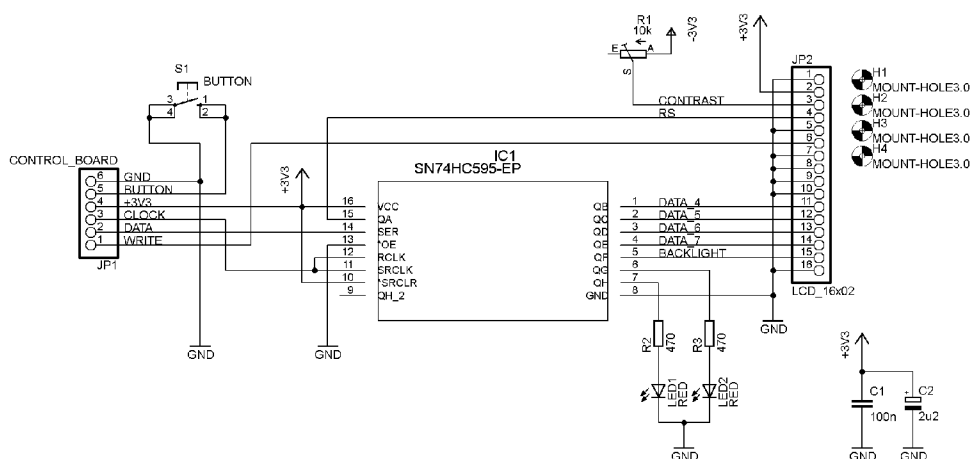 R1
10k
E
A
S
-3V3
+3V3
JP2
S1
BUTTON
3
1
4
2
CONTRAST
RS
1
2
3
4
5
6
7
8
9
10
11
12
13
14
15
16
LCD_16x02
H1
MOUNT-HOLE3.0
H2
MOUNT-HOLE3.0
H3
MOUNT-HOLE3.0
H4
MOUNT-HOLE3.0
CONTROL_BOARD
6 GND
5 BUTTON
4 +3V3
3 CLOCK
2 DATA
1 WRITE
JP1
+3V3
IC1
SN74HC595-EP
16 VCC
15 QA
14 SER
13 *OE
12 RCLK
11 SRCLK
10 *SRCLR
9 QH_2
QB 1 DATA_4
QC 2 DATA_5
QD 3 DATA_6
QE 4 DATA_7
QF 5 BACKLIGHT
QG 6
QH 7
GND 8
GND
GND
GND
R2
470
R3
470
LED1
RED
LED2
RED
GND
+3V3
C1
100n
+
C2
2u2
GND
GND